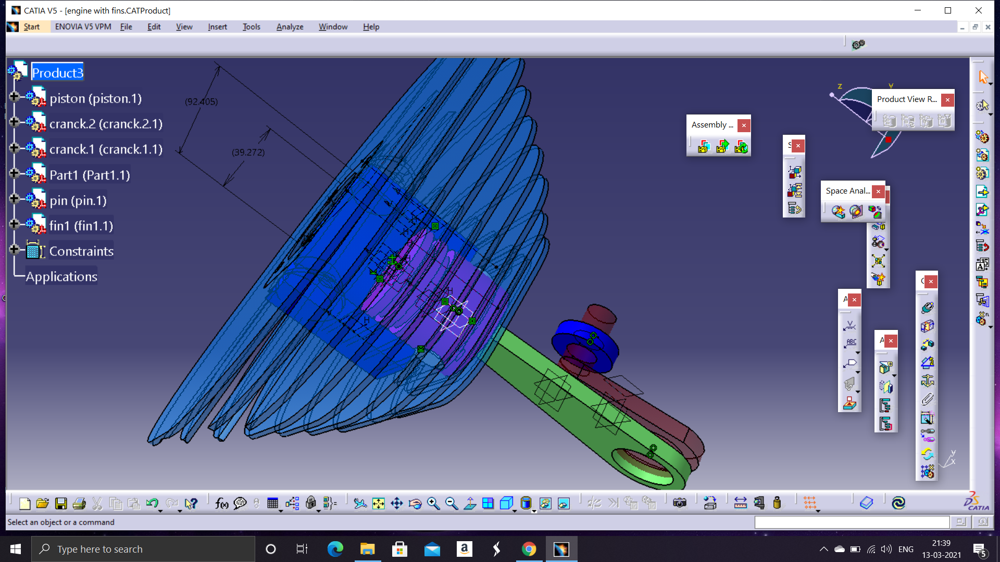 CATIA V5 - [engine with fins.CATProduct]
Start ENOVIA V5 VPM File Edit View Insert Tools Analyze Window Help
Product3
piston (piston.1)
cranck.2 (cranck.2.1)
cranck.1 (cranck.1.1)
Part1 (Part1.1)
pin (pin.1)
fin1 (fin1.1)
Constraints
Applications
(92.405)
(39.272)
H
H
H
H
H
H
z
y
Product View R...
Assembly ...
S
Space Anal...
A
ABC
A
C
15
A
n
y
x
f(x)
?
DS
CATIA
Select an object or a command
Type here to search
a
ENG
21:39
13-03-2021
5